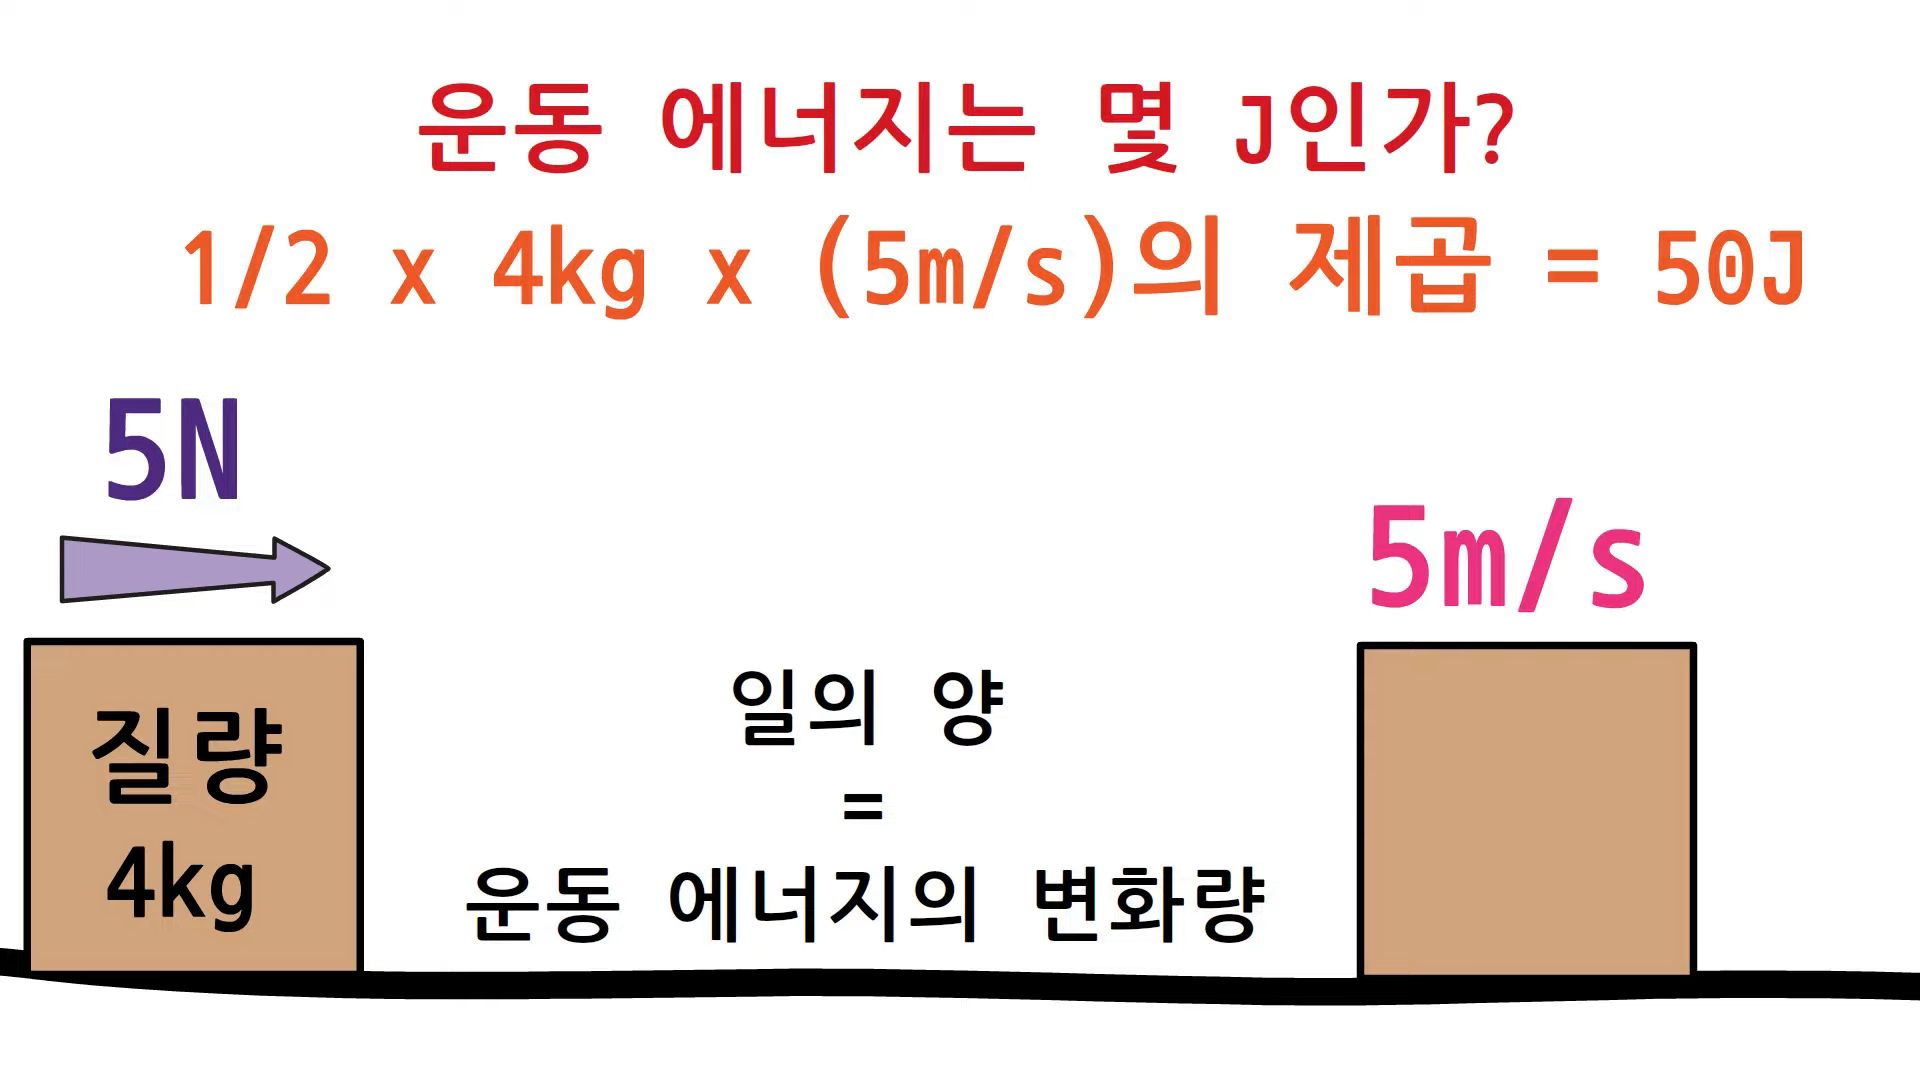 운동 에너지는 몇 J인가?
1/2 x 4kg x (5m/s)의 제곱 = 50J
5N
5m/s
질량
4kg
일의 양
=
운동 에너지의 변화량